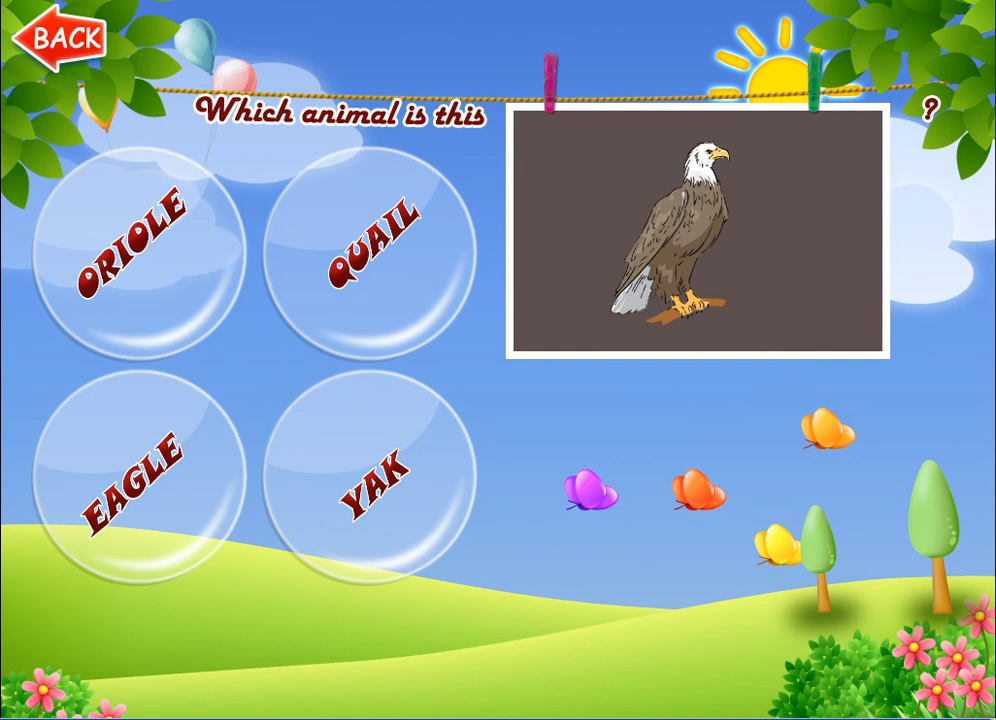 BACK
Which animal is this ?
ORIOLE
QUAIL
EAGLE
YAK